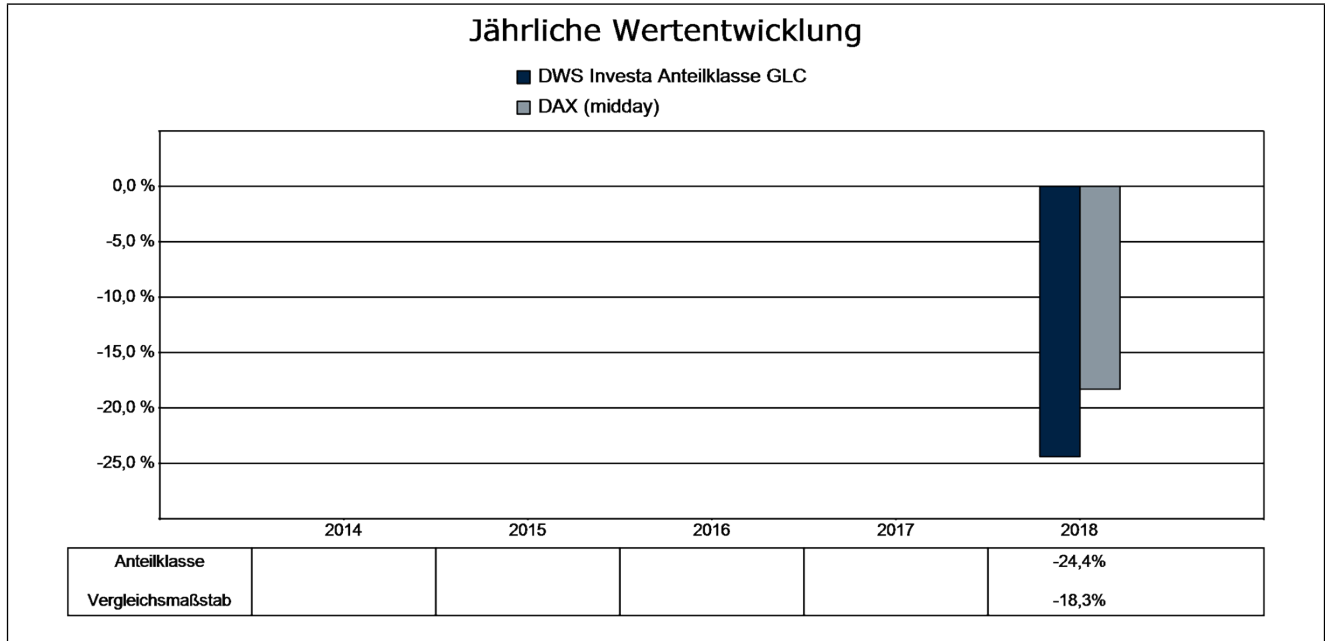 Jährliche Wertentwicklung
DWS Investa Anteilklasse GLC
DAX (midday)
0,0 %
-5,0 %
-10,0 %
-15,0 %
-20,0 %
-25,0 %
2014 2015 2016 2017 2018
Anteilklasse -24,4%
Vergleichsmaßstab -18,3%